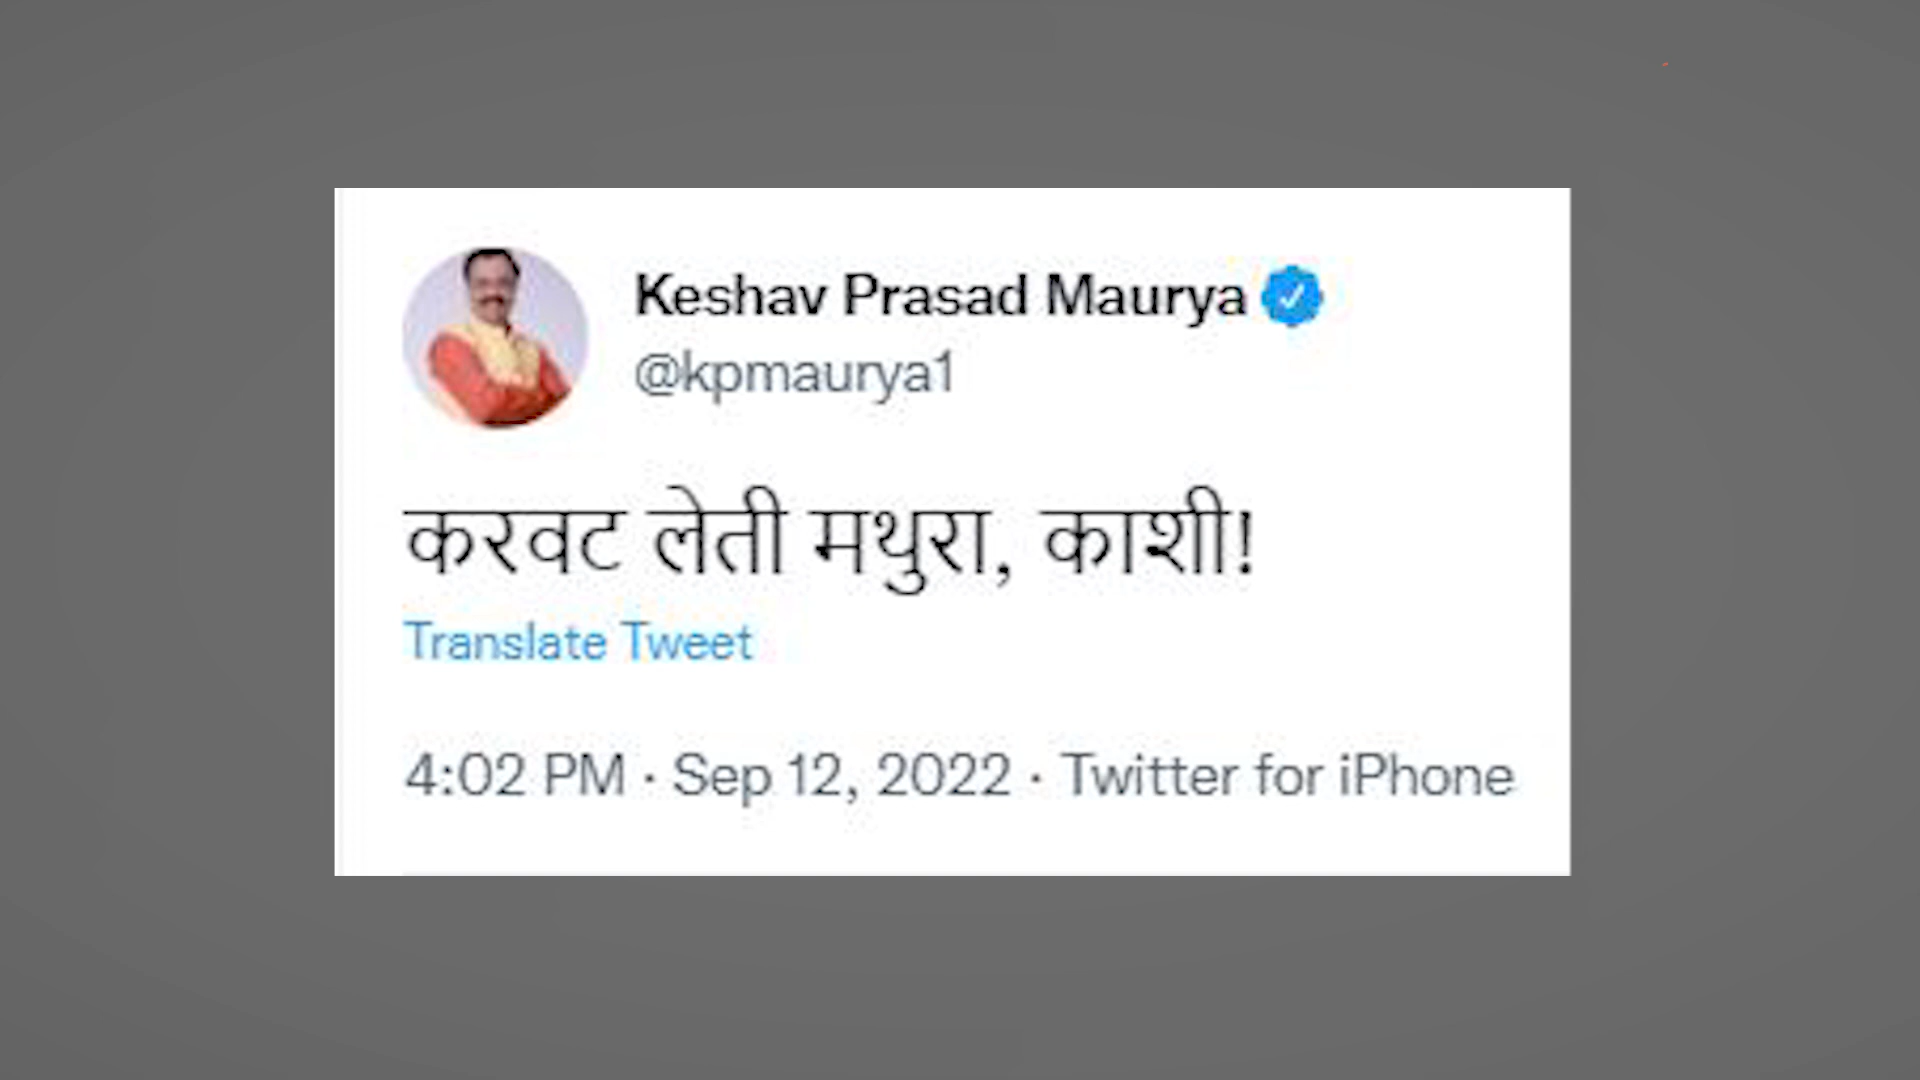 Keshav Prasad Maurya
@kpmaurya1
करवट लेती मथुरा, काशी!
Translate Tweet
4:02 PM · Sep 12, 2022 · Twitter for iPhone